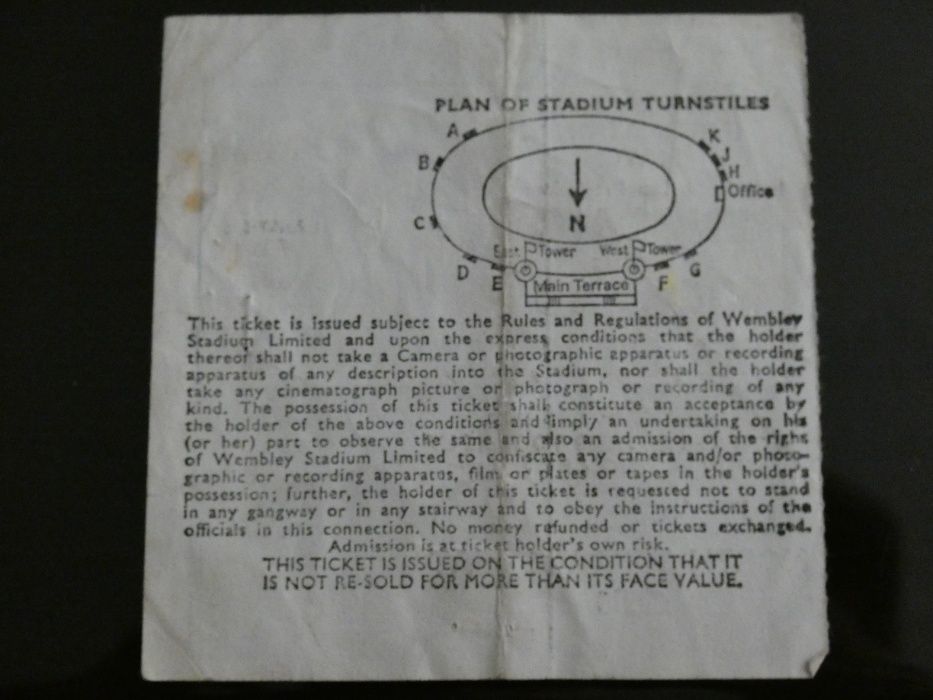 PLAN OF STADIUM TURNSTILES
A
K
B
J
H
Office
C
N
East Tower
West Tower
D
E
Main Terrace
F
G
This ticket is issued subject to the Rules and Regulations of Wembley
Stadium Limited and upon the express conditions that the holder
thereof shall not take a Camera or photographic apparatus or recording
apparatus of any description into the Stadium, nor shall the holder
take any cinematograph picture or photograph or recording of any
kind. The possession of this ticket shall constitute an acceptance by
the holder of the above conditions and imply an undertaking on his
(or her) part to observe the same and also an admission of the right
of Wembley Stadium Limited to confiscate any camera and/or photo-
graphic or recording apparatus, film or plates or tapes in the holder's
possession; further, the holder of this ticket is requested not to stand
in any gangway or in any stairway and to obey the instructions of the
officials in this connection. No money refunded or tickets exchanged.
Admission is at ticket holder's own risk.
THIS TICKET IS ISSUED ON THE CONDITION THAT IT
IS NOT RE-SOLD FOR MORE THAN ITS FACE VALUE.